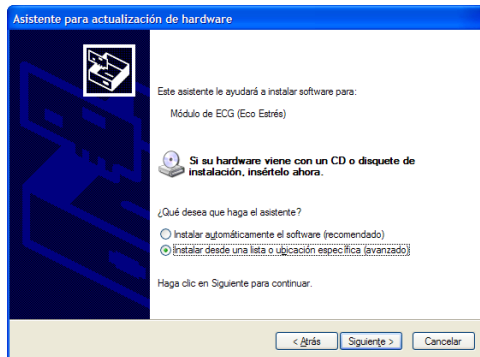 Asistente para actualización de hardware
Este asistente le ayudará a instalar software para:
Módulo de ECG (Eco Estrés)
Si su hardware viene con un CD o disquete de
instalación, insértelo ahora.
¿Qué desea que haga el asistente?
Instalar automáticamente el software (recomendado)
Instalar desde una lista o ubicación específica (avanzado)
Haga clic en Siguiente para continuar.
< Atrás
Siguiente >
Cancelar